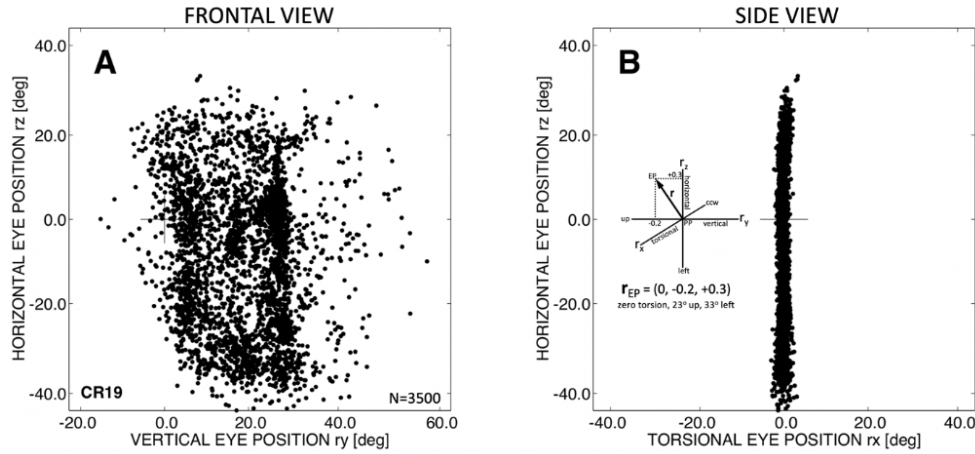 FRONTAL VIEW
A
HORIZONTAL EYE POSITION rz [deg]
40.0
20.0
0.0
-20.0
-40.0
CR19
N=3500
-20.0 0.0 20.0 40.0 60.0
VERTICAL EYE POSITION ry [deg]
SIDE VIEW
B
HORIZONTAL EYE POSITION rz [deg]
40.0
20.0
0.0
-20.0
-40.0
rz
EP
+0.3
horizontal
r
ccw
up
-0.2
PP
vertical
ry
torsional
rx
left
rEP = (0, -0.2, +0.3)
zero torsion, 23° up, 33° left
-40.0 -20.0 0.0 20.0 40.0
TORSIONAL EYE POSITION rx [deg]